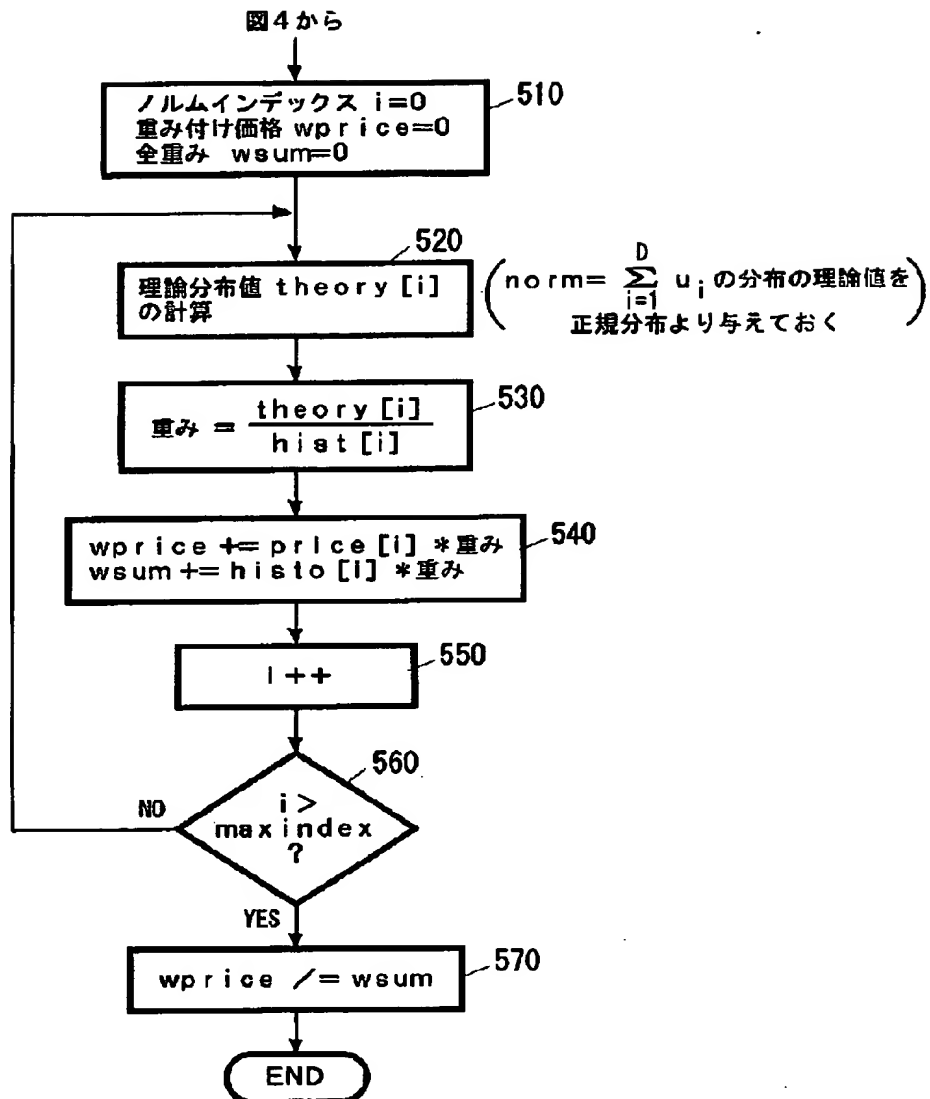 図4から
ノルムインデックス i=0
重み付け価格 wprice=0
全重み wsum=0
510
520
理論分布値 theory[i]
の計算
(norm= ∑_{i=1}^{D} u_i の分布の理論値を
正規分布より与えておく)
重み = theory[i] / hist[i]
530
wprice += price[i] *重み
wsum += histo[i] *重み
540
i++
550
560
i >
maxindex
?
NO
YES
wprice /= wsum
570
END